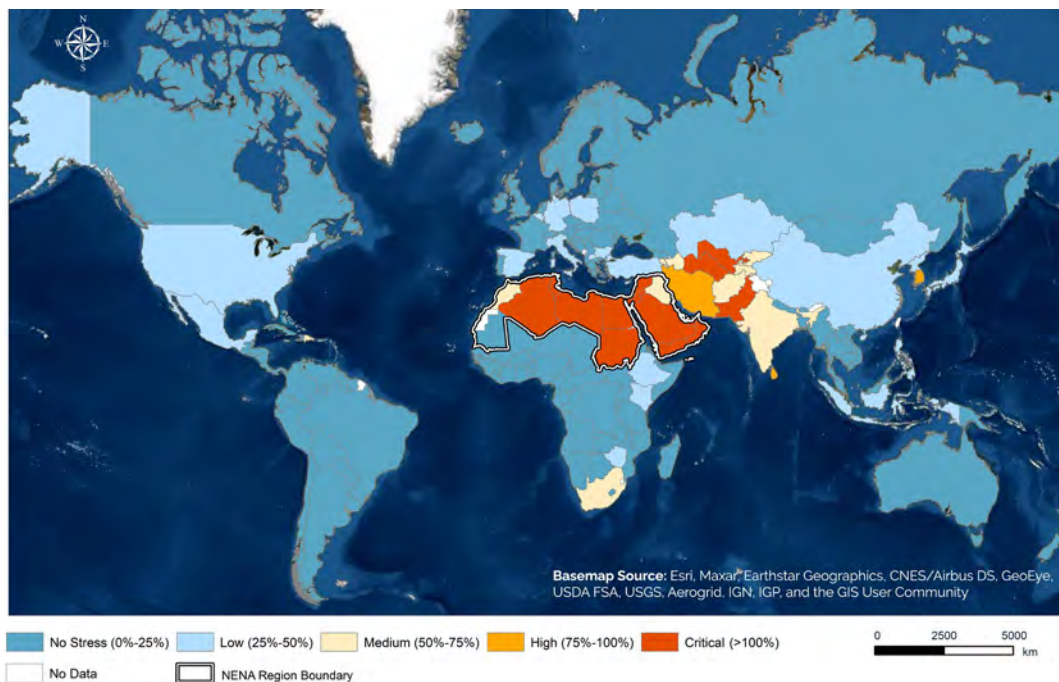 N
W E
S
Basemap Source: Esri, Maxar, Earthstar Geographics, CNES/Airbus DS, GeoEye,
USDA FSA, USGS, Aerogrid, IGN, IGP, and the GIS User Community
No Stress (0%-25%) Low (25%-50%) Medium (50%-75%) High (75%-100%) Critical (>100%)
No Data NENA Region Boundary
0 2500 5000
km